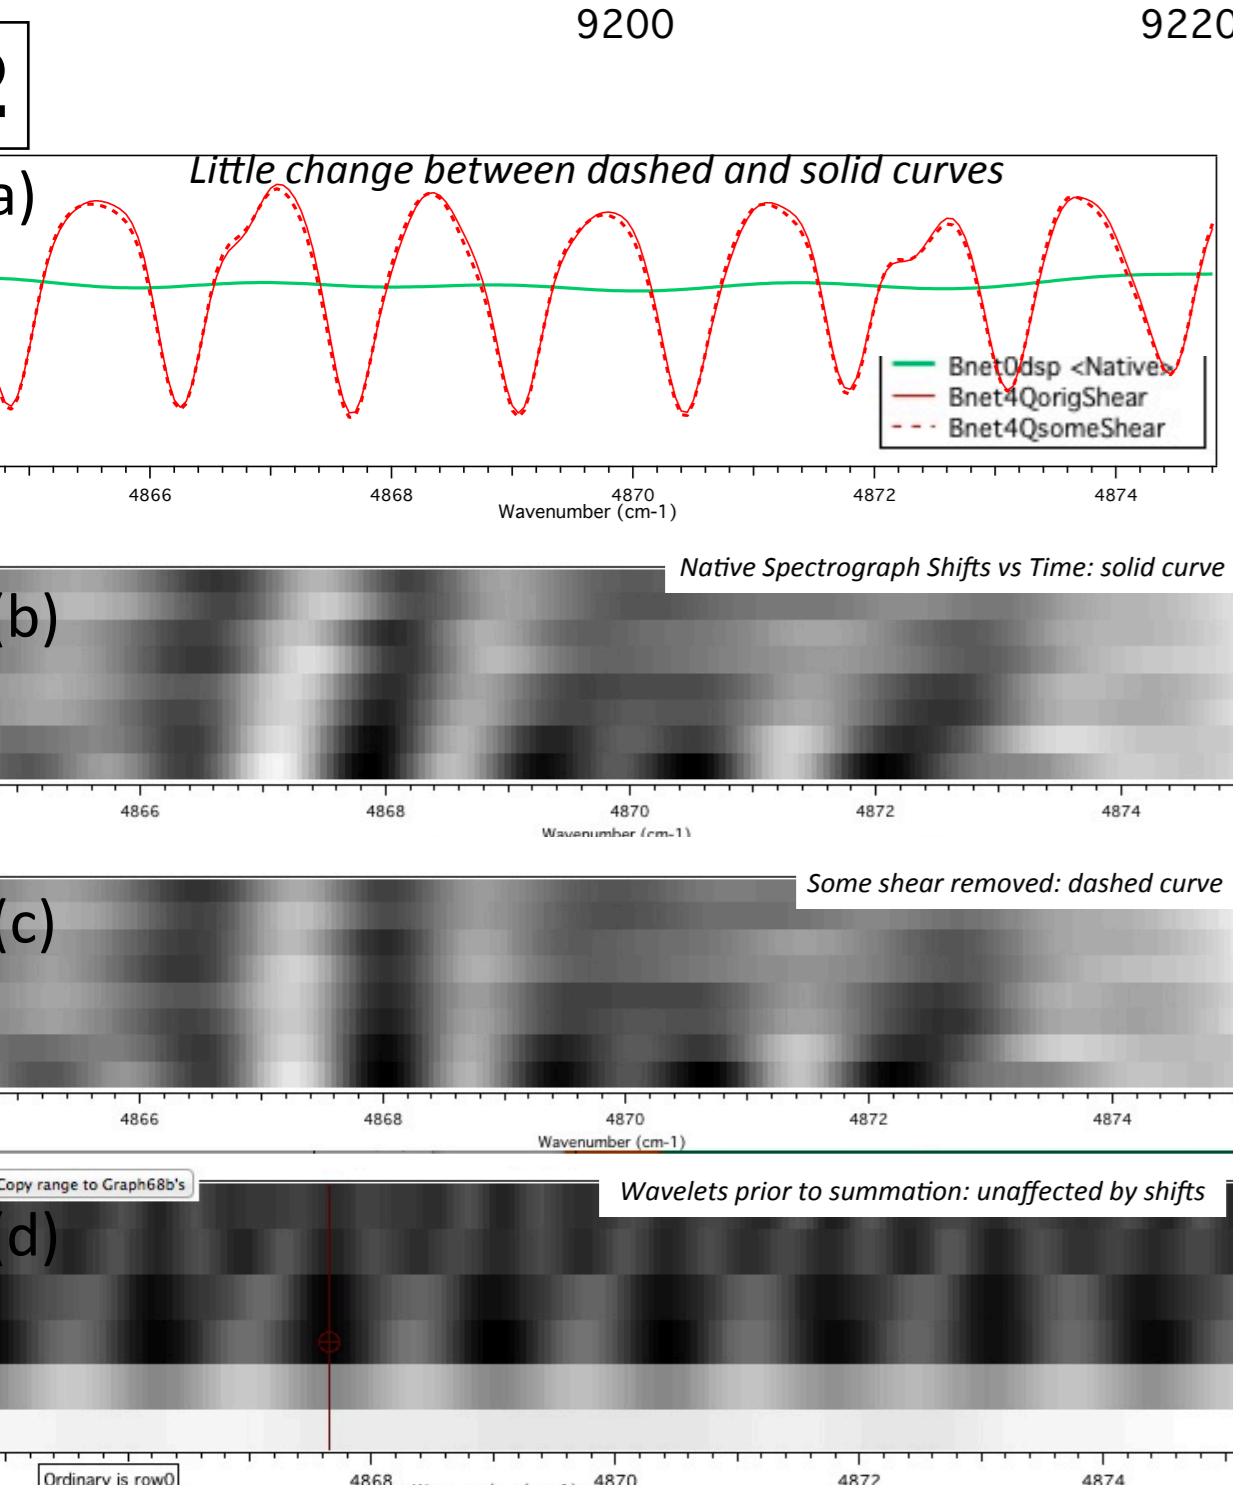 9200 9220
2
a) Little change between dashed and solid curves
Bnet0dsp <Native>
Bnet4QorigShear
Bnet4QsomeShear
4866 4868 4870 4872 4874
Wavenumber (cm-1)
Native Spectrograph Shifts vs Time: solid curve
(b)
4866 4868 4870 4872 4874
Wavenumber (cm-1)
Some shear removed: dashed curve
(c)
4866 4868 4870 4872 4874
Wavenumber (cm-1)
Copy range to Graph68b's
Wavelets prior to summation: unaffected by shifts
(d)
Ordinary is row0
4868 4870 4872 4874